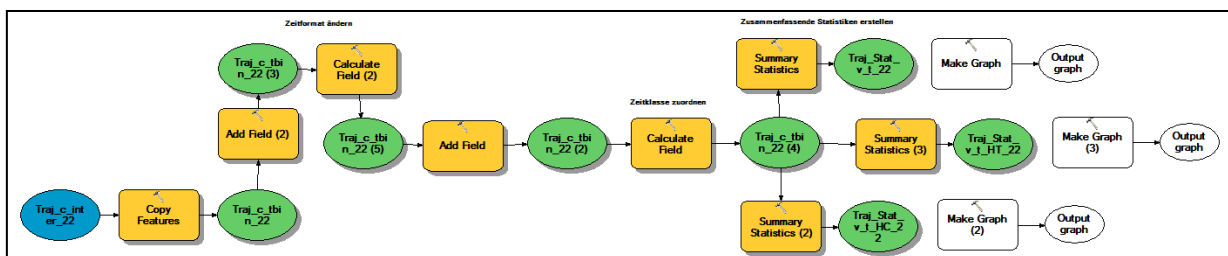 Zeitformat ändern
Zusammenfassende Statistiken erstellen
Traj_c_tbi
n_22 (3)
Calculate
Field (2)
Summary
Statistics
Traj_Stat_
v_t_22
Make Graph
Output
graph
Zeitklasse zuordnen
Add Field (2)
Traj_c_tbi
n_22 (5)
Add Field
Traj_c_tbi
n_22 (2)
Calculate
Field
Traj_c_tbi
n_22 (4)
Summary
Statistics (3)
Traj_Stat_
v_t_HT_22
Make Graph
(3)
Output
graph
Traj_c_int
er_22
Copy
Features
Traj_c_tbi
n_22
Summary
Statistics (2)
Traj_Stat_
v_t_HC_2
2
Make Graph
(2)
Output
graph